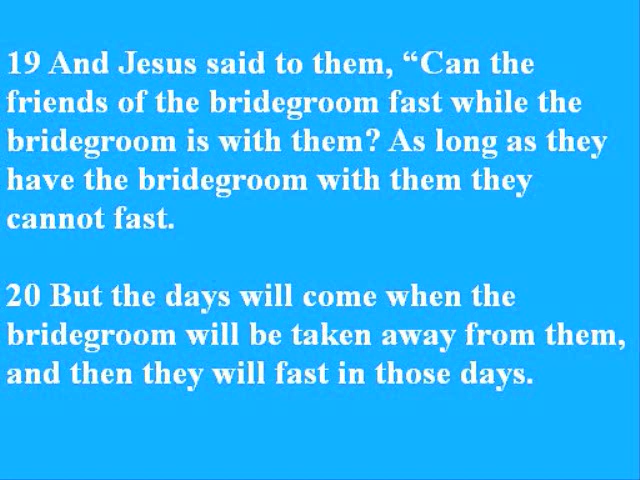 19 And Jesus said to them, “Can the
friends of the bridegroom fast while the
bridegroom is with them? As long as they
have the bridegroom with them they
cannot fast.
20 But the days will come when the
bridegroom will be taken away from them,
and then they will fast in those days.